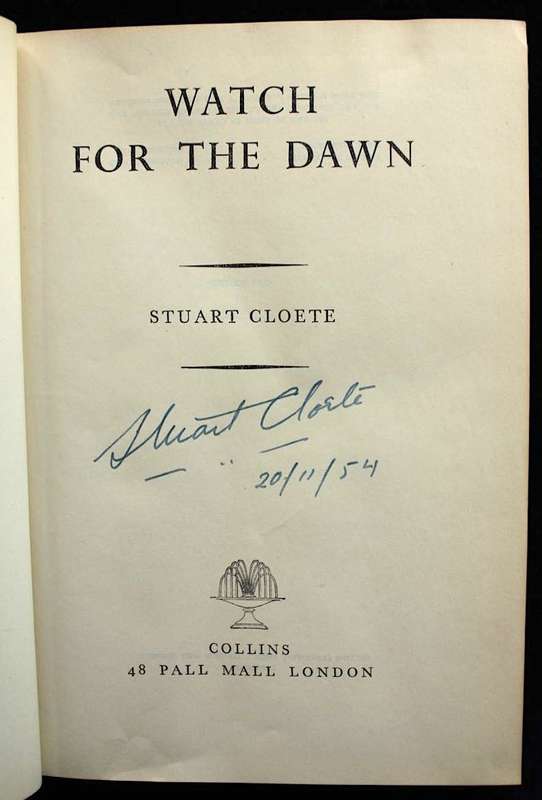 WATCH
FOR THE DAWN
STUART CLOETE
Stuart Cloete
20/11/54
COLLINS
48 PALL MALL LONDON